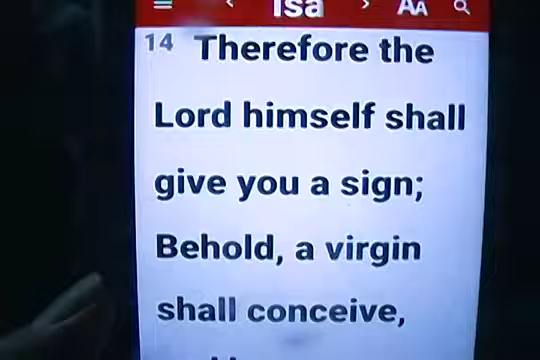 Isa AA
14 Therefore the
Lord himself shall
give you a sign;
Behold, a virgin
shall conceive,